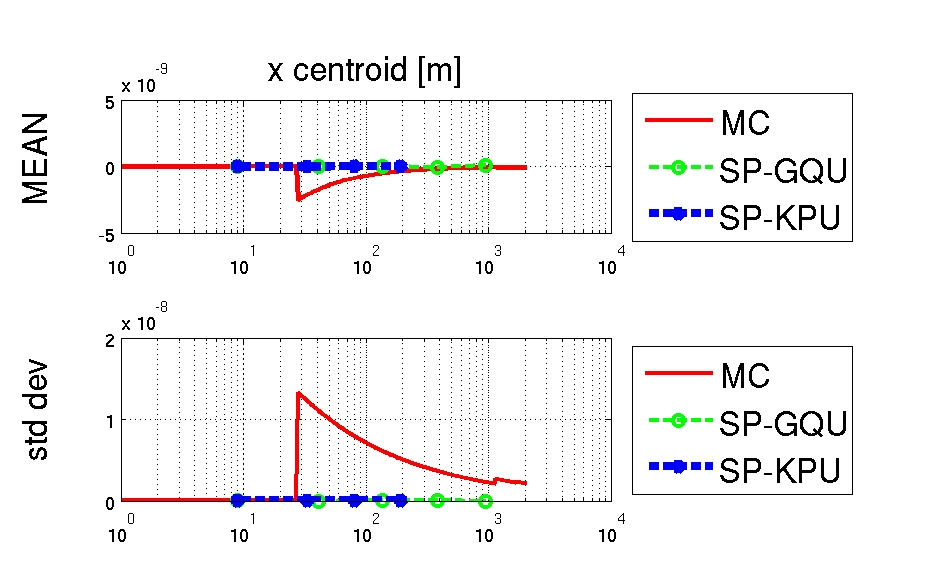 x centroid [m]
x 10^-9
MEAN
5
0
-5
10^0 10^1 10^2 10^3 10^4
MC
SP-GQU
SP-KPU
x 10^-8
std dev
2
1
0
10^0 10^1 10^2 10^3 10^4
MC
SP-GQU
SP-KPU